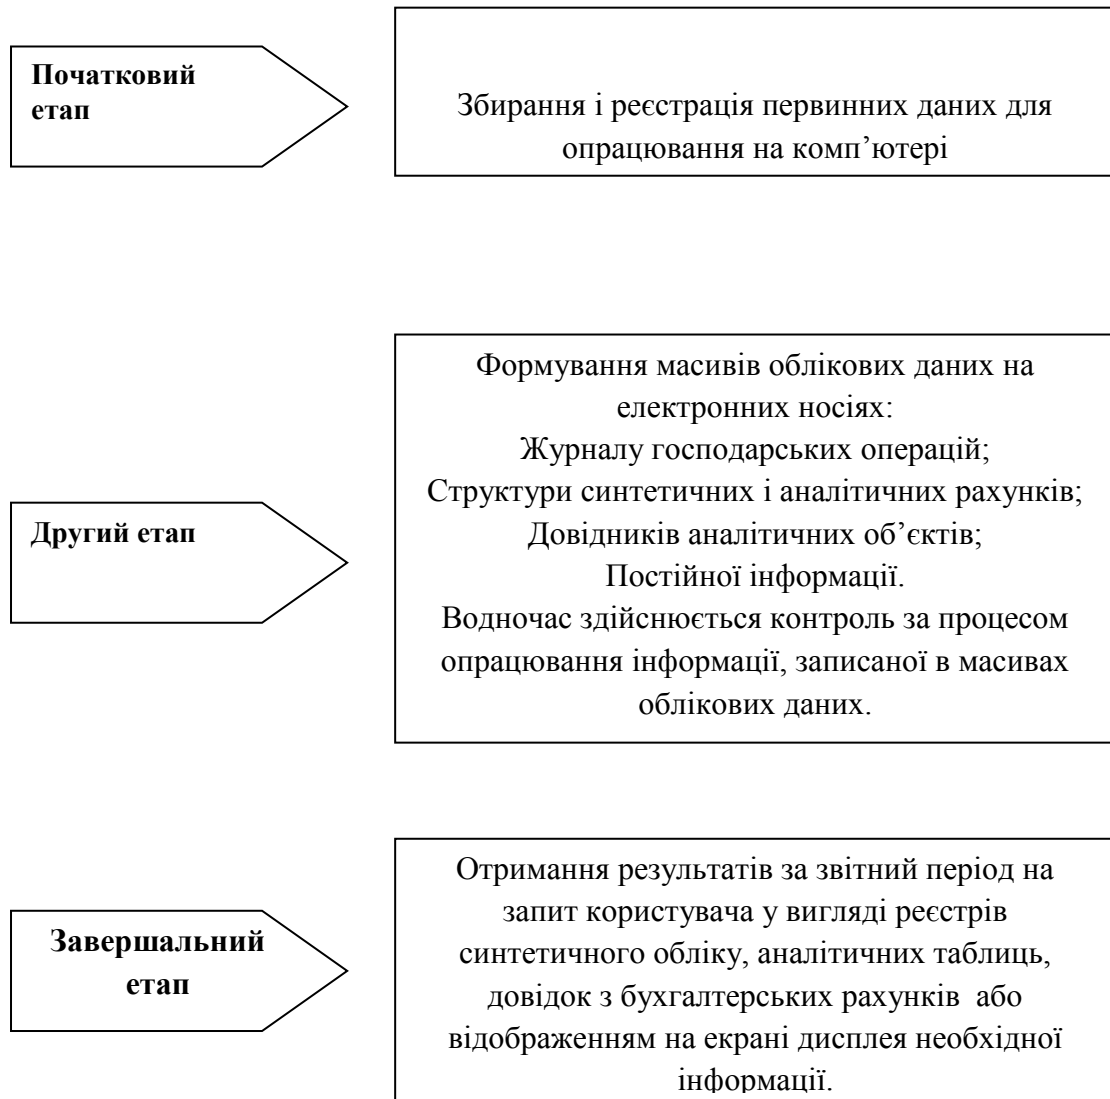 Початковий
етап
Збирання і реєстрація первинних даних для
опрацювання на комп’ютері
Другий етап
Формування масивів облікових даних на
електронних носіях:
Журналу господарських операцій;
Структури синтетичних і аналітичних рахунків;
Довідників аналітичних об’єктів;
Постійної інформації.
Водночас здійснюється контроль за процесом
опрацювання інформації, записаної в масивах
облікових даних.
Завершальний
етап
Отримання результатів за звітний період на
запит користувача у вигляді реєстрів
синтетичного обліку, аналітичних таблиць,
довідок з бухгалтерських рахунків або
відображенням на екрані дисплея необхідної
інформації.